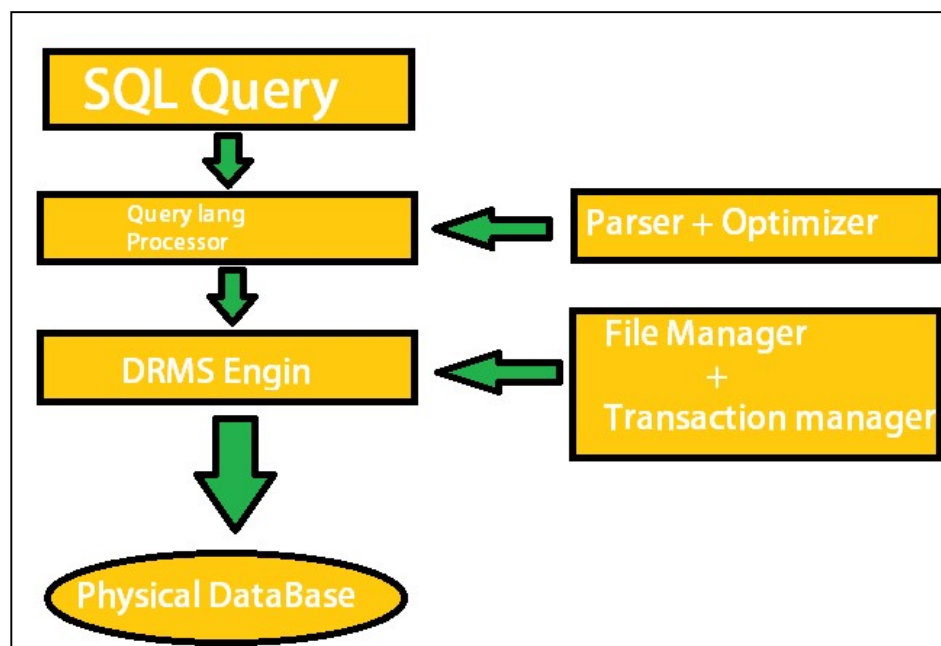 SQL Query
Query lang
Processor
Parser + Optimizer
DRMS Engin
File Manager
+
Transaction manager
Physical DataBase